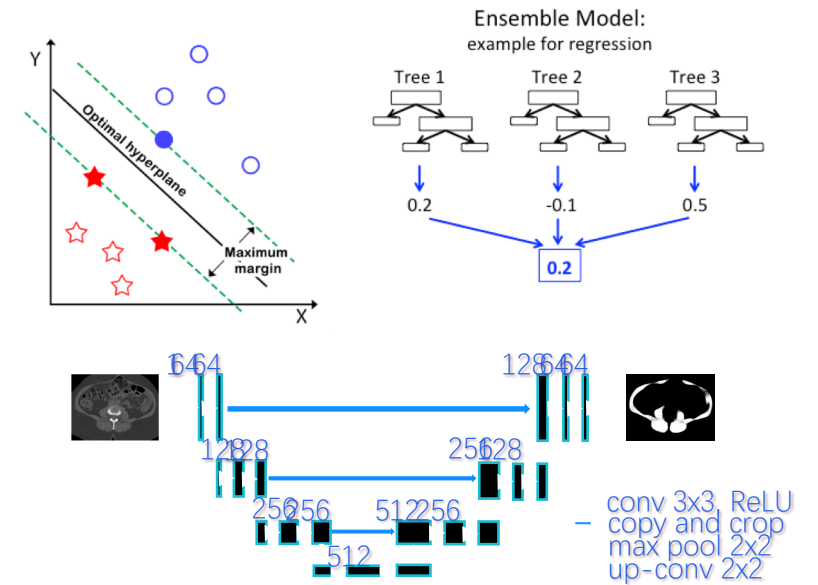 Y
Optimal hyperplane
Maximum
margin
X
Ensemble Model:
example for regression
Tree 1 Tree 2 Tree 3
0.2 -0.1 0.5
0.2
1 64 64
128 64 64
128 128
256 128
256 256
512 256
512
conv 3x3, ReLU
copy and crop
max pool 2x2
up-conv 2x2